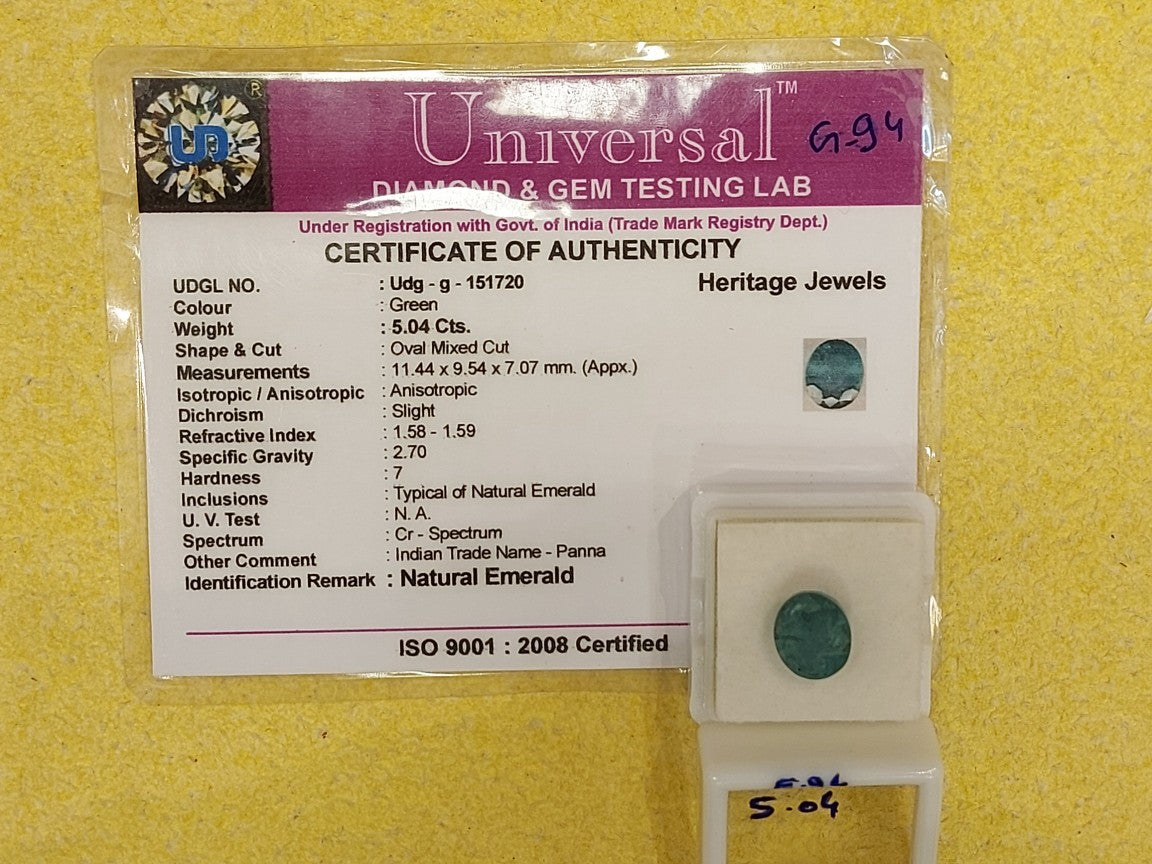 Universal™ G-94
DIAMOND & GEM TESTING LAB
Under Registration with Govt. of India (Trade Mark Registry Dept.)
CERTIFICATE OF AUTHENTICITY
Heritage Jewels
UDGL NO. : Udg - g - 151720
Colour : Green
Weight : 5.04 Cts.
Shape & Cut : Oval Mixed Cut
Measurements : 11.44 x 9.54 x 7.07 mm. (Appx.)
Isotropic / Anisotropic : Anisotropic
Dichroism : Slight
Refractive Index : 1.58 - 1.59
Specific Gravity : 2.70
Hardness : 7
Inclusions : Typical of Natural Emerald
U. V. Test : N. A.
Spectrum : Cr - Spectrum
Other Comment : Indian Trade Name - Panna
Identification Remark : Natural Emerald
ISO 9001 : 2008 Certified
5.04